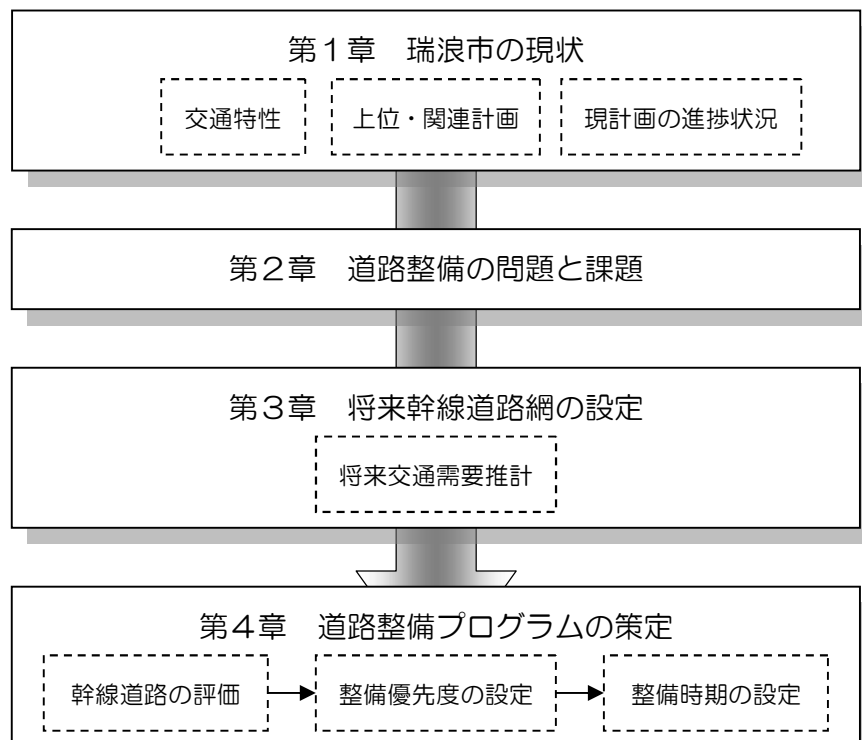 第１章　瑞浪市の現状
交通特性
上位・関連計画
現計画の進捗状況
第２章　道路整備の問題と課題
第３章　将来幹線道路網の設定
将来交通需要推計
第４章　道路整備プログラムの策定
幹線道路の評価
整備優先度の設定
整備時期の設定